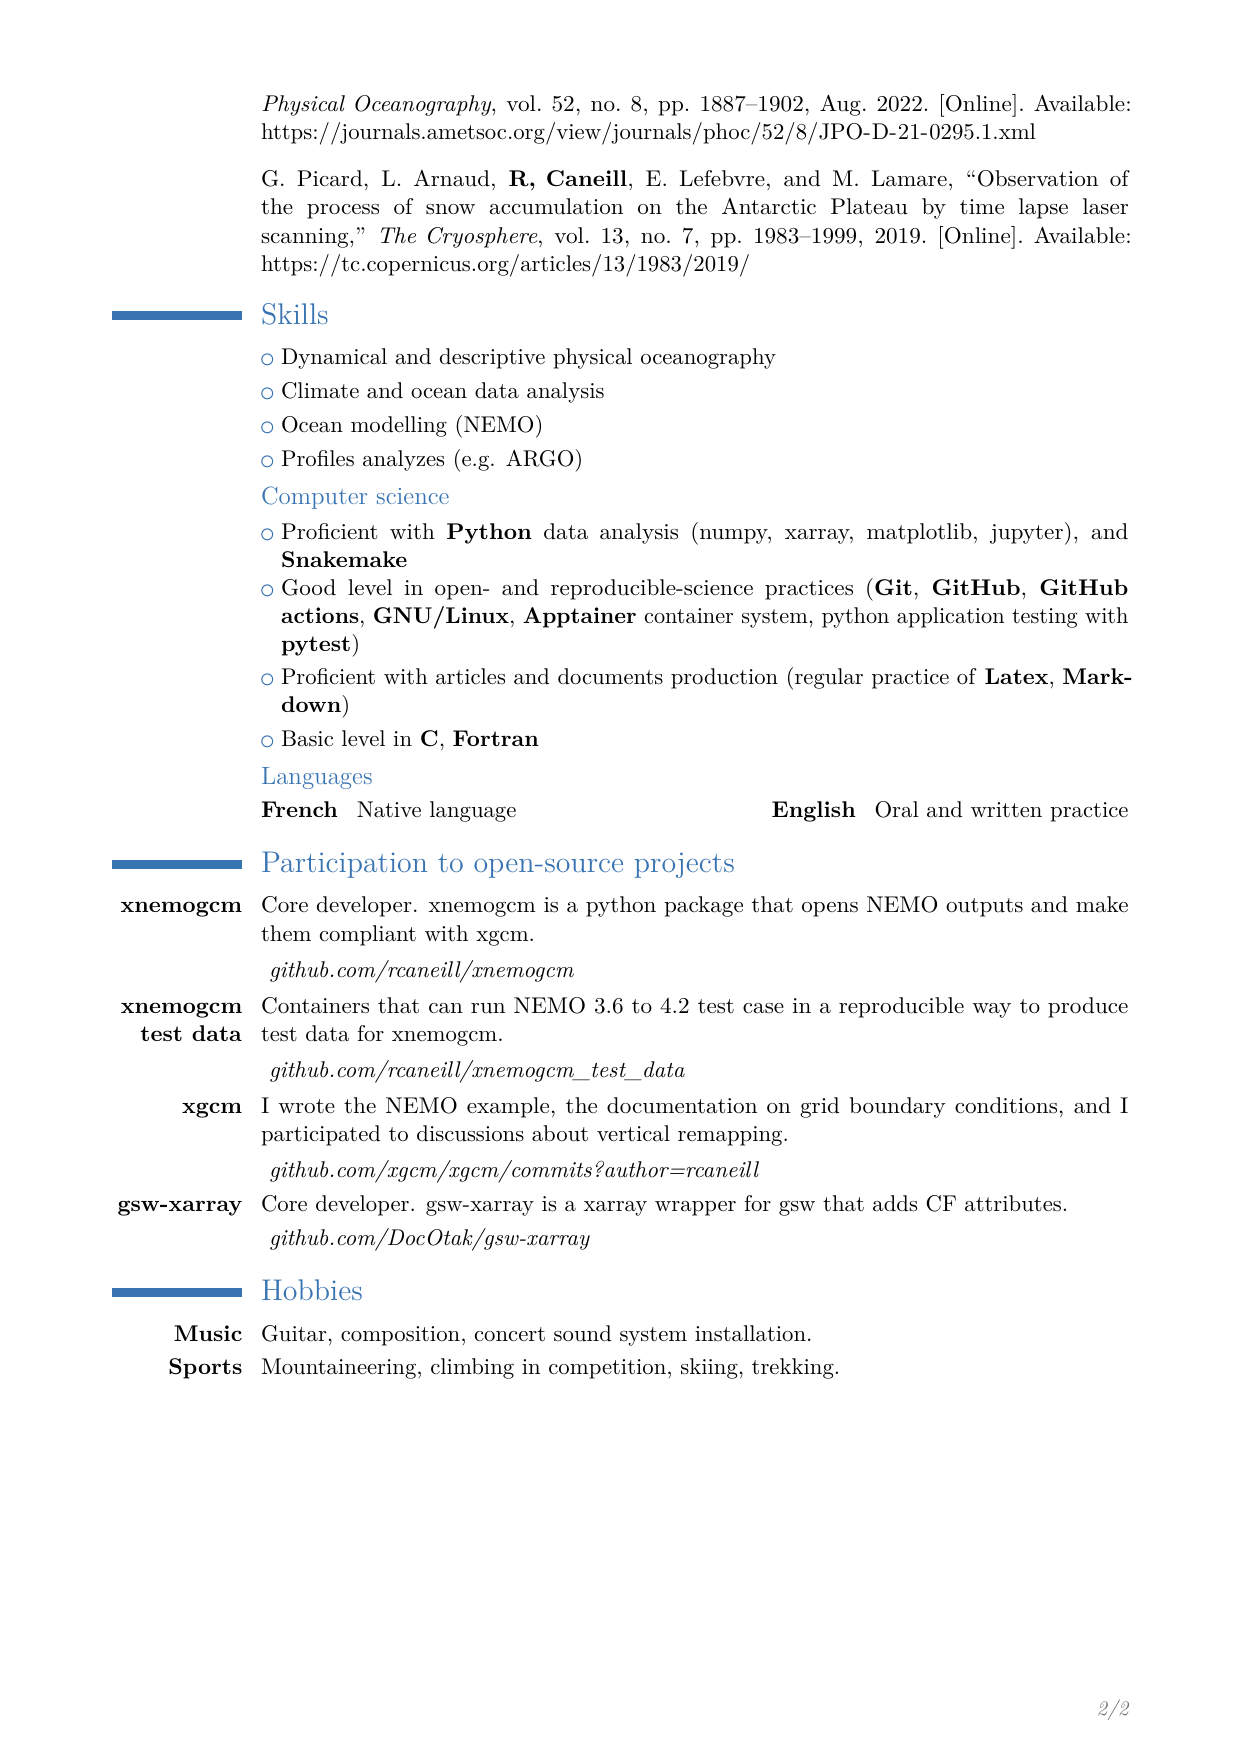 Physical Oceanography, vol. 52, no. 8, pp. 1887–1902, Aug. 2022. [Online]. Available:
https://journals.ametsoc.org/view/journals/phoc/52/8/JPO-D-21-0295.1.xml
G. Picard, L. Arnaud, R, Caneill, E. Lefebvre, and M. Lamare, “Observation of
the process of snow accumulation on the Antarctic Plateau by time lapse laser
scanning,” The Cryosphere, vol. 13, no. 7, pp. 1983–1999, 2019. [Online]. Available:
https://tc.copernicus.org/articles/13/1983/2019/
Skills
Dynamical and descriptive physical oceanography
Climate and ocean data analysis
Ocean modelling (NEMO)
Profiles analyzes (e.g. ARGO)
Computer science
Proficient with Python data analysis (numpy, xarray, matplotlib, jupyter), and
Snakemake
Good level in open- and reproducible-science practices (Git, GitHub, GitHub
actions, GNU/Linux, Apptainer container system, python application testing with
pytest)
Proficient with articles and documents production (regular practice of Latex, Mark-
down)
Basic level in C, Fortran
Languages
French Native language English Oral and written practice
Participation to open-source projects
xnemogcm Core developer. xnemogcm is a python package that opens NEMO outputs and make
them compliant with xgcm.
github.com/rcaneill/xnemogcm
xnemogcm Containers that can run NEMO 3.6 to 4.2 test case in a reproducible way to produce
test data test data for xnemogcm.
github.com/rcaneill/xnemogcm_test_data
xgcm I wrote the NEMO example, the documentation on grid boundary conditions, and I
participated to discussions about vertical remapping.
github.com/xgcm/xgcm/commits?author=rcaneill
gsw-xarray Core developer. gsw-xarray is a xarray wrapper for gsw that adds CF attributes.
github.com/DocOtak/gsw-xarray
Hobbies
Music Guitar, composition, concert sound system installation.
Sports Mountaineering, climbing in competition, skiing, trekking.
2/2